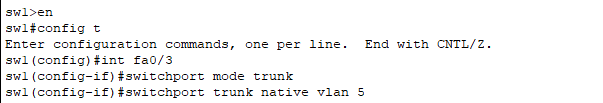 sw1>en
sw1#config t
Enter configuration commands, one per line.  End with CNTL/Z.
sw1(config)#int fa0/3
sw1(config-if)#switchport mode trunk
sw1(config-if)#switchport trunk native vlan 5